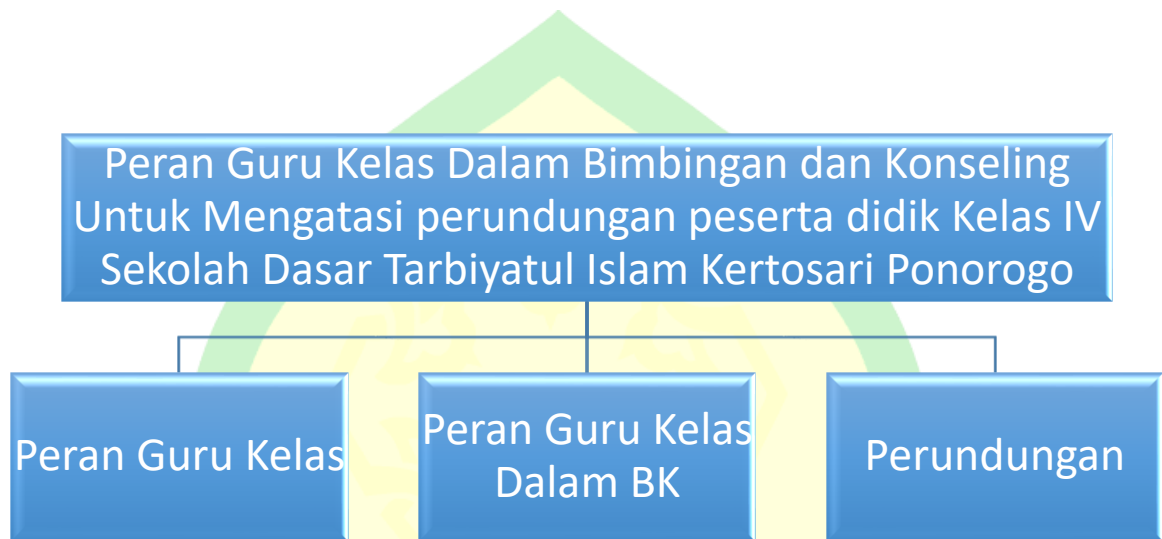 Peran Guru Kelas Dalam Bimbingan dan Konseling
Untuk Mengatasi perundungan peserta didik Kelas IV
Sekolah Dasar Tarbiyatul Islam Kertosari Ponorogo
Peran Guru Kelas
Peran Guru Kelas
Dalam BK
Perundungan